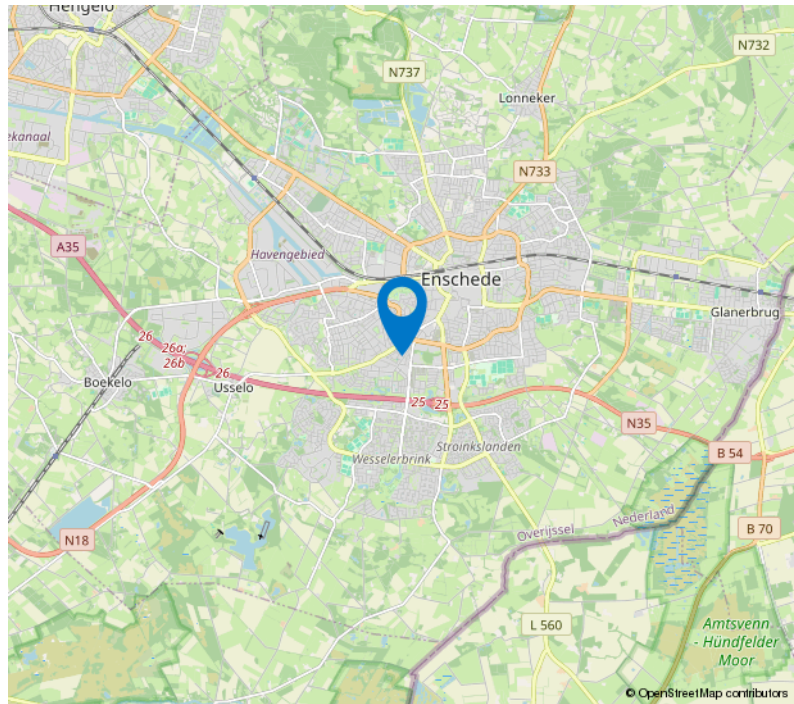 Hengelo
N732
N737
Lonneker
ekanaal
N733
A35
Havengebied
Enschede
Glanerbrug
26
26a;
26b
26
Boekelo
Usselo
25
25
N35
Stroinkslanden
Wesselerbrink
B 54
Nederland
Overijssel
B 70
N18
L 560
Amtsvenn
- Hündfelder
Moor
© OpenStreetMap contributors